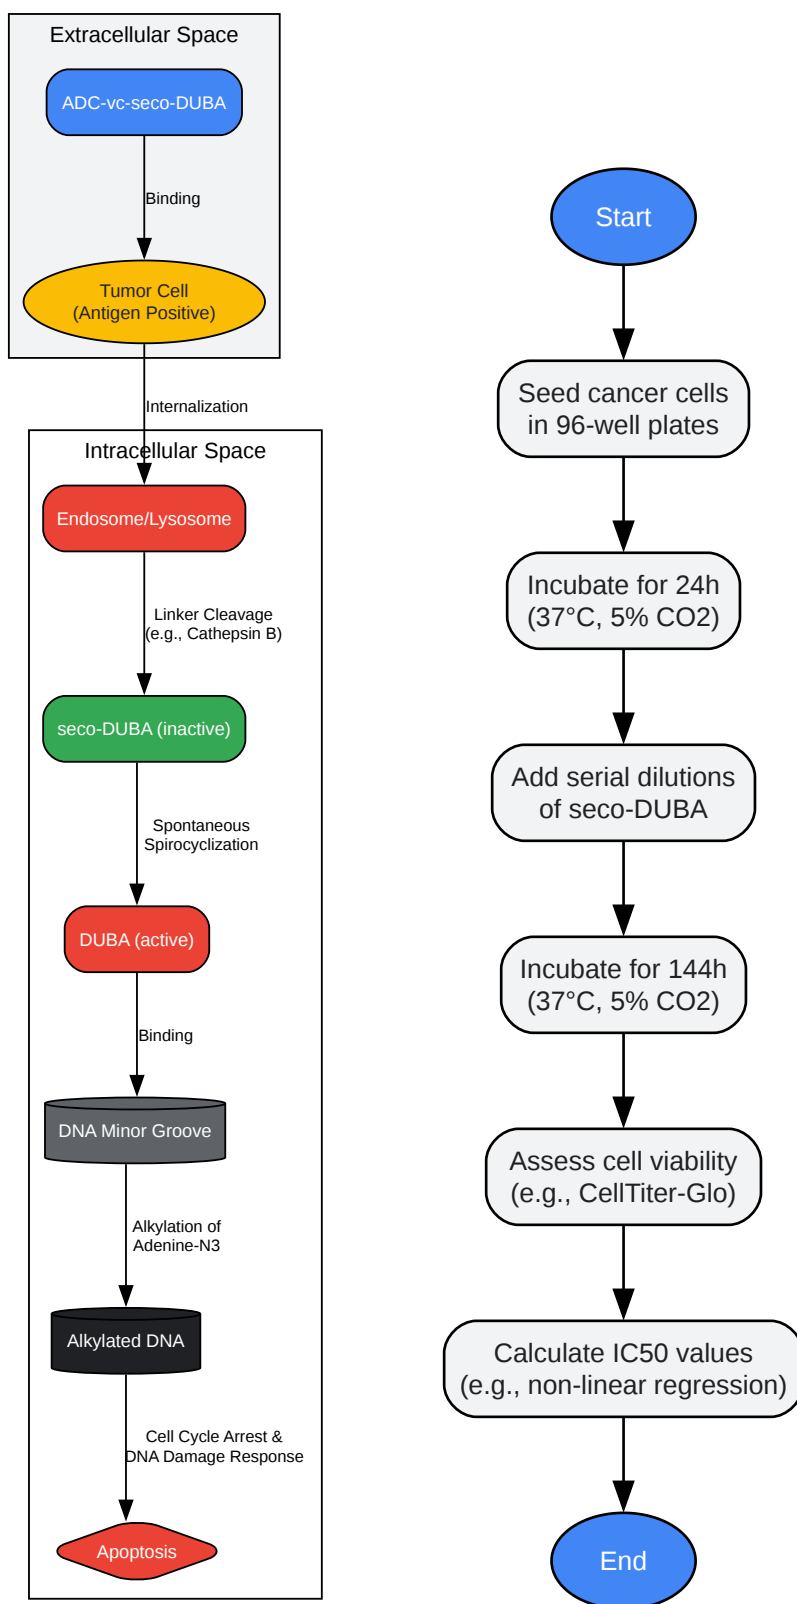 Extracellular Space
ADC-vc-seco-DUBA
Binding
Tumor Cell
(Antigen Positive)
Internalization
Intracellular Space
Endosome/Lysosome
Linker Cleavage
(e.g., Cathepsin B)
seco-DUBA (inactive)
Spontaneous
Spirocyclization
DUBA (active)
Binding
DNA Minor Groove
Alkylation of
Adenine-N3
Alkylated DNA
Cell Cycle Arrest &
DNA Damage Response
Apoptosis
Start
Seed cancer cells
in 96-well plates
Incubate for 24h
(37°C, 5% CO2)
Add serial dilutions
of seco-DUBA
Incubate for 144h
(37°C, 5% CO2)
Assess cell viability
(e.g., CellTiter-Glo)
Calculate IC50 values
(e.g., non-linear regression)
End